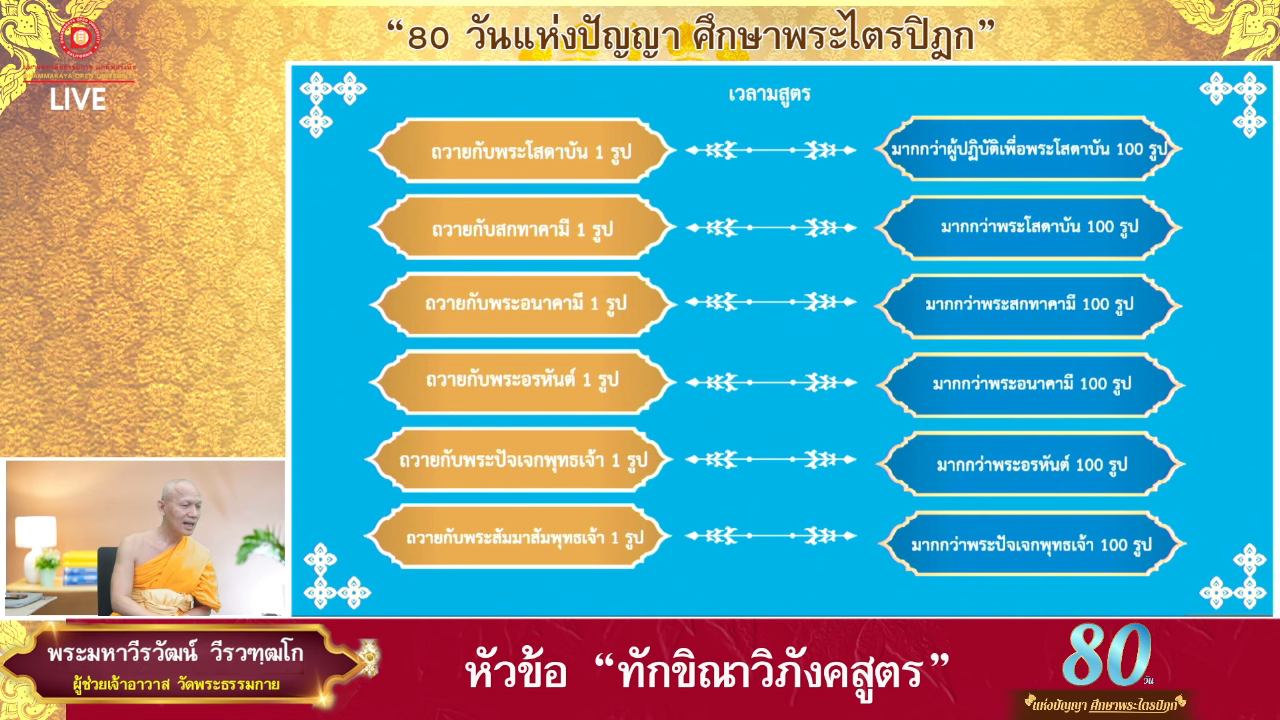 “80 วันแห่งปัญญา ศึกษาพระไตรปิฎก”
LIVE
เวลามสูตร
ถวายกับพระโสดาบัน 1 รูป
มากกว่าผู้ปฏิบัติเพื่อพระโสดาบัน 100 รูป
ถวายกับสกทาคามี 1 รูป
มากกว่าพระโสดาบัน 100 รูป
ถวายกับพระอนาคามี 1 รูป
มากกว่าพระสกทาคามี 100 รูป
ถวายกับพระอรหันต์ 1 รูป
มากกว่าพระอนาคามี 100 รูป
ถวายกับพระปัจเจกพุทธเจ้า 1 รูป
มากกว่าพระอรหันต์ 100 รูป
ถวายกับพระสัมมาสัมพุทธเจ้า 1 รูป
มากกว่าพระปัจเจกพุทธเจ้า 100 รูป
พระมหาวีรวัฒน์ วีรวฑฺฒโก
ผู้ช่วยเจ้าอาวาส วัดพระธรรมกาย
หัวข้อ “ทักขิณาวิภังคสูตร”
80 วัน
แห่งปัญญา ศึกษาพระไตรปิฎก